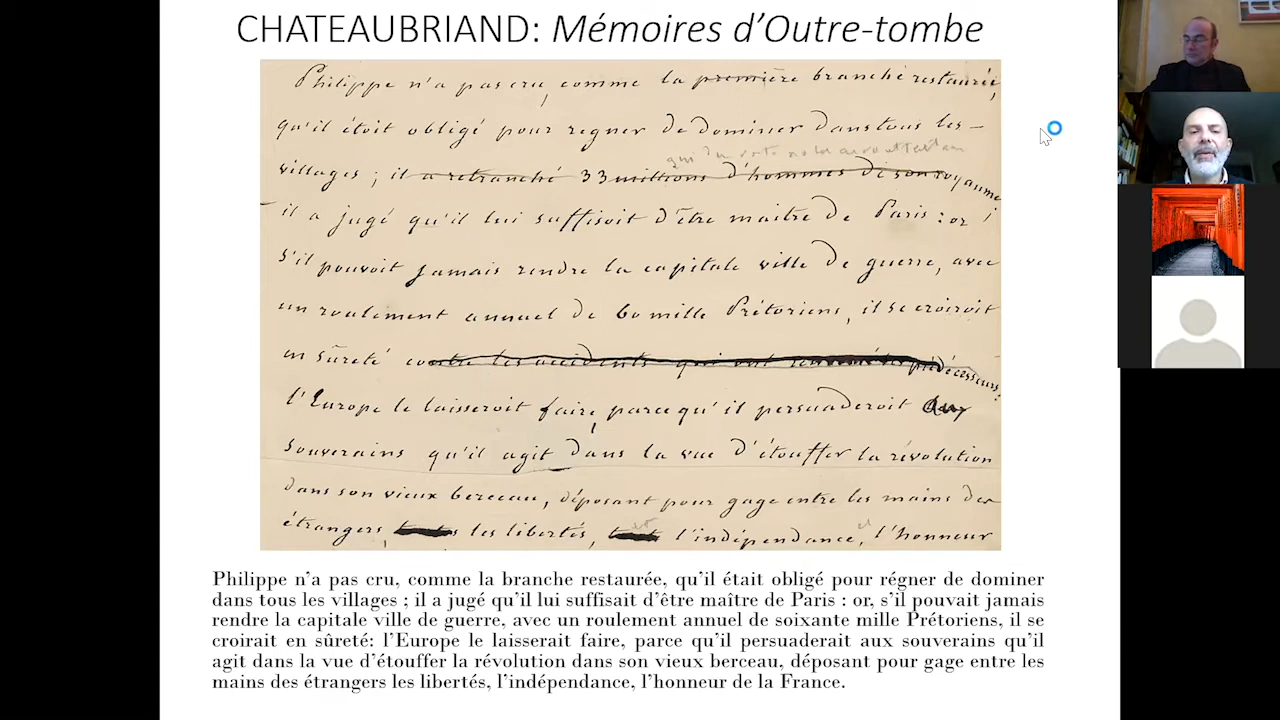 CHATEAUBRIAND: Mémoires d’Outre-tombe
Philippe n'a pas cru, comme la première branche restaurée,
qu'il étoit obligé pour regner de dominer dans tous les
villages ; il a retranché 33 millions d'hommes de son royaume
il a jugé qu'il lui suffisoit d'être maitre de Paris : or
s'il pouvoit jamais rendre la capitale ville de guerre, avec
un roulement annuel de 60 mille Prétoriens, il se croiroit
en sûreté contre les accidents qui ont prédécesseurs.
l'Europe le laisseroit faire, parce qu'il persuaderoit aux
souverains qu'il agit dans la vue d'étouffer la révolution
dans son vieux berceau, déposant pour gage entre les mains des
étrangers, les libertés, l'indépendance, et l'honneur
Philippe n’a pas cru, comme la branche restaurée, qu’il était obligé pour régner de dominer
dans tous les villages ; il a jugé qu’il lui suffisait d’être maître de Paris : or, s’il pouvait jamais
rendre la capitale ville de guerre, avec un roulement annuel de soixante mille Prétoriens, il se
croirait en sûreté: l’Europe le laisserait faire, parce qu’il persuaderait aux souverains qu’il
agit dans la vue d’étouffer la révolution dans son vieux berceau, déposant pour gage entre les
mains des étrangers les libertés, l’indépendance, l’honneur de la France.